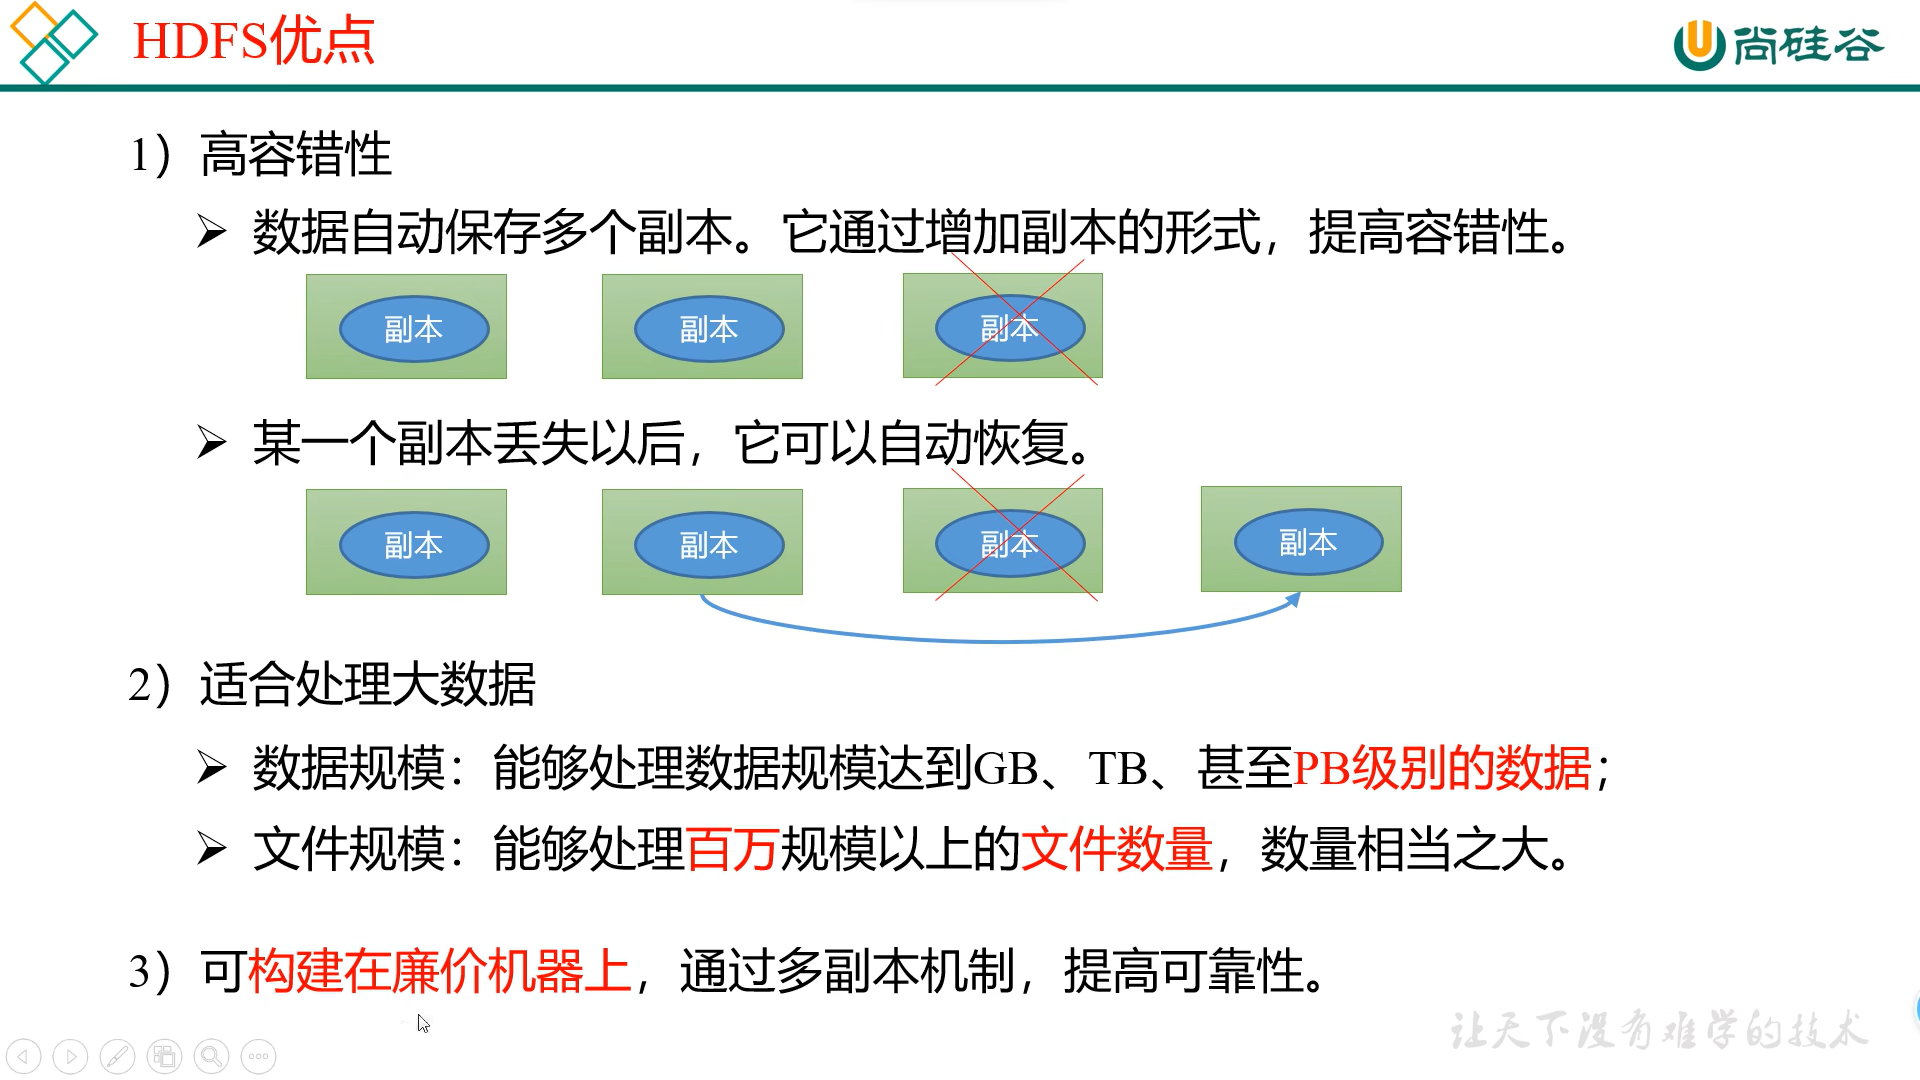 HDFS优点
尚硅谷
1）高容错性
➢ 数据自动保存多个副本。它通过增加副本的形式，提高容错性。
副本 副本 副本
➢ 某一个副本丢失以后，它可以自动恢复。
副本 副本 副本 副本
2）适合处理大数据
➢ 数据规模：能够处理数据规模达到GB、TB、甚至PB级别的数据；
➢ 文件规模：能够处理百万规模以上的文件数量，数量相当之大。
3）可构建在廉价机器上，通过多副本机制，提高可靠性。
让天下没有难学的技术